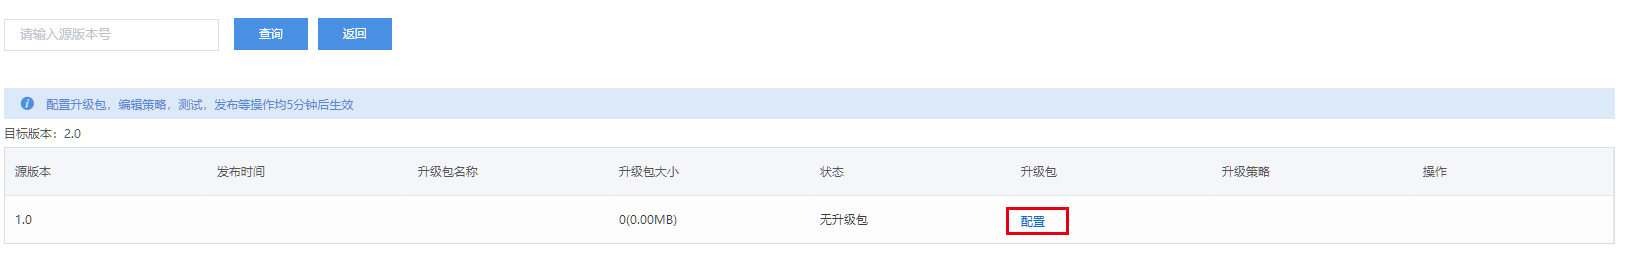 请输入源版本号 查询 返回
配置升级包，编辑策略，测试，发布等操作均5分钟后生效
目标版本：2.0
源版本 发布时间 升级包名称 升级包大小 状态 升级包 升级策略 操作
1.0 0(0.00MB) 无升级包 配置